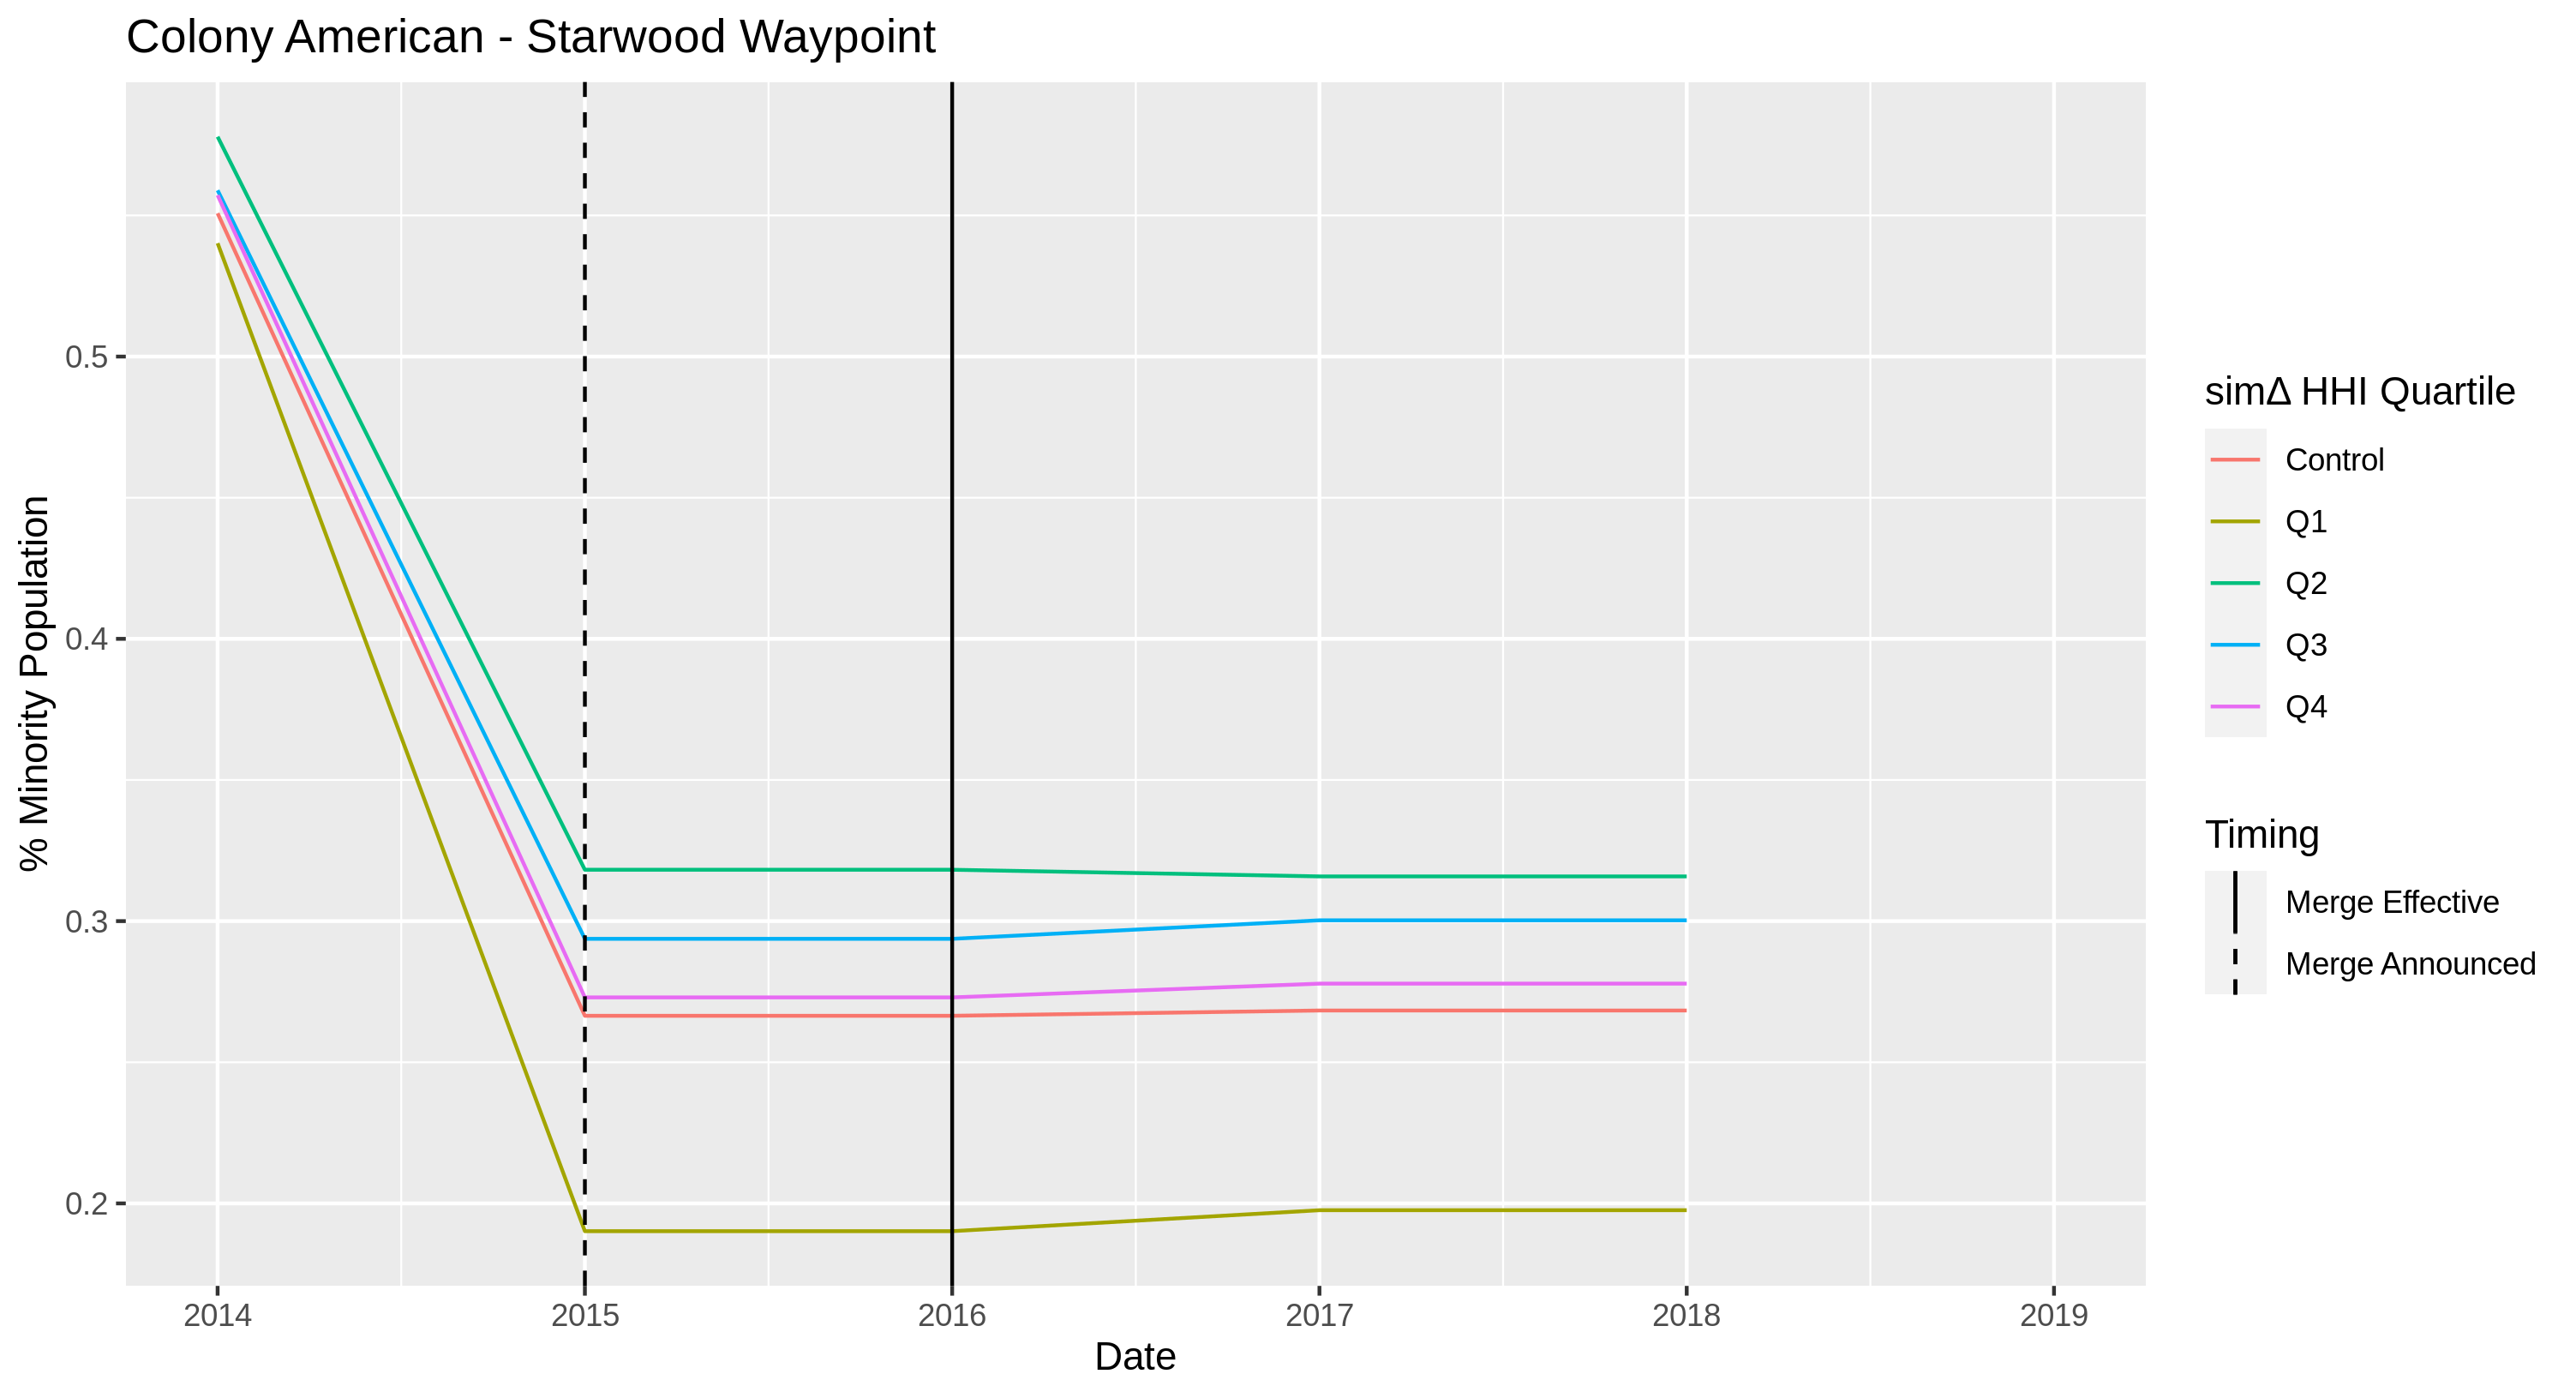 Colony American - Starwood Waypoint
% Minority Population
0.5
0.4
0.3
0.2
2014
2015
2016
2017
2018
2019
Date
simΔ HHI Quartile
Control
Q1
Q2
Q3
Q4
Timing
Merge Effective
Merge Announced